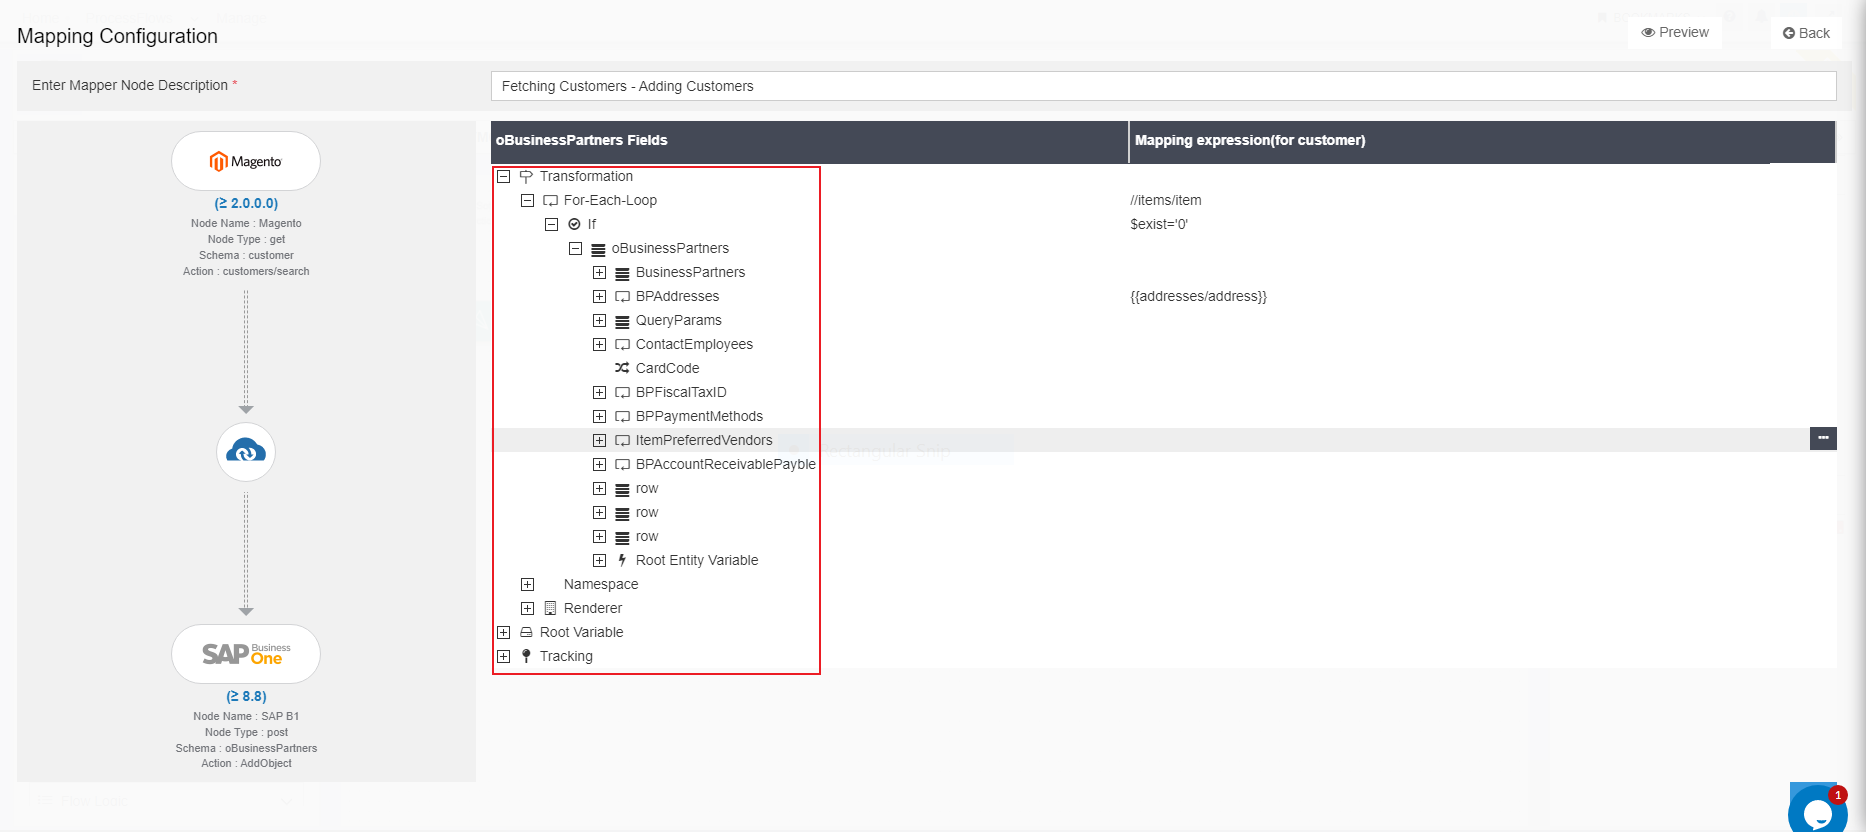 Mapping Configuration
Preview
Back
Enter Mapper Node Description *
Fetching Customers - Adding Customers
Magento
(≥ 2.0.0.0)
Node Name : Magento
Node Type : get
Schema : customer
Action : customers/search
SAP Business One
(≥ 8.8)
Node Name : SAP B1
Node Type : post
Schema : oBusinessPartners
Action : AddObject
oBusinessPartners Fields
Mapping expression(for customer)
Transformation
For-Each-Loop
//items/item
If
$exist='0'
oBusinessPartners
BusinessPartners
BPAddresses
{{addresses/address}}
QueryParams
ContactEmployees
CardCode
BPFiscalTaxID
BPPaymentMethods
ItemPreferredVendors
Rectangular Snip
BPAccountReceivablePayble
row
row
row
Root Entity Variable
Namespace
Renderer
Root Variable
Tracking
1